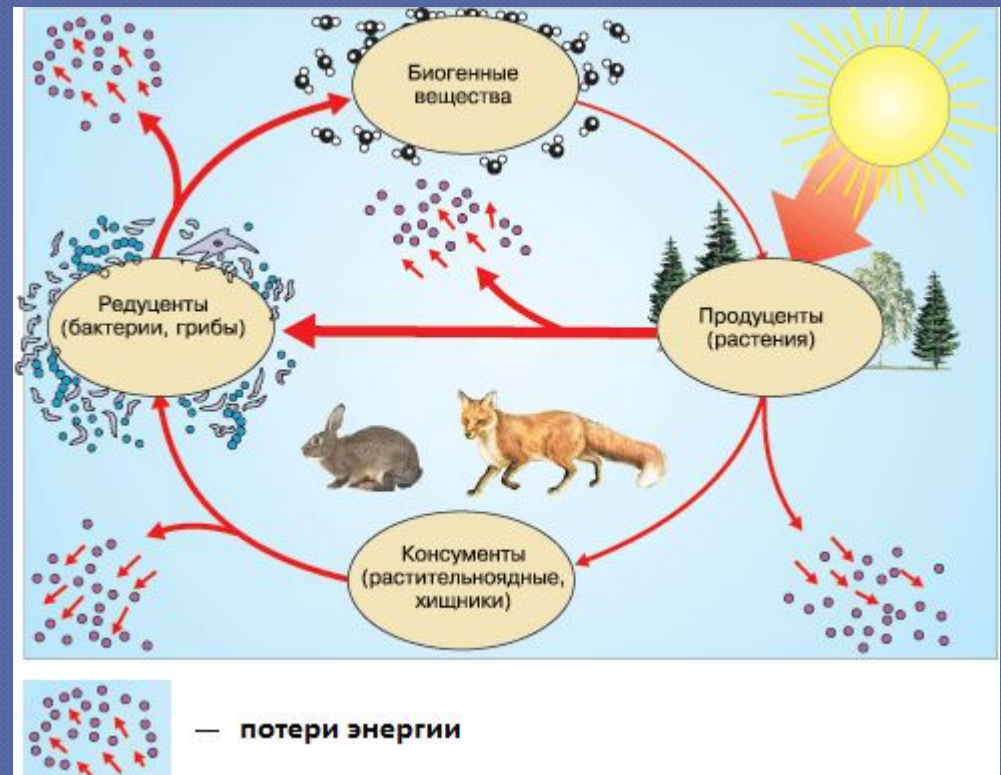 Биогенные
вещества
Редуценты
(бактерии, грибы)
Продуценты
(растения)
Консументы
(растительноядные,
хищники)
— потери энергии